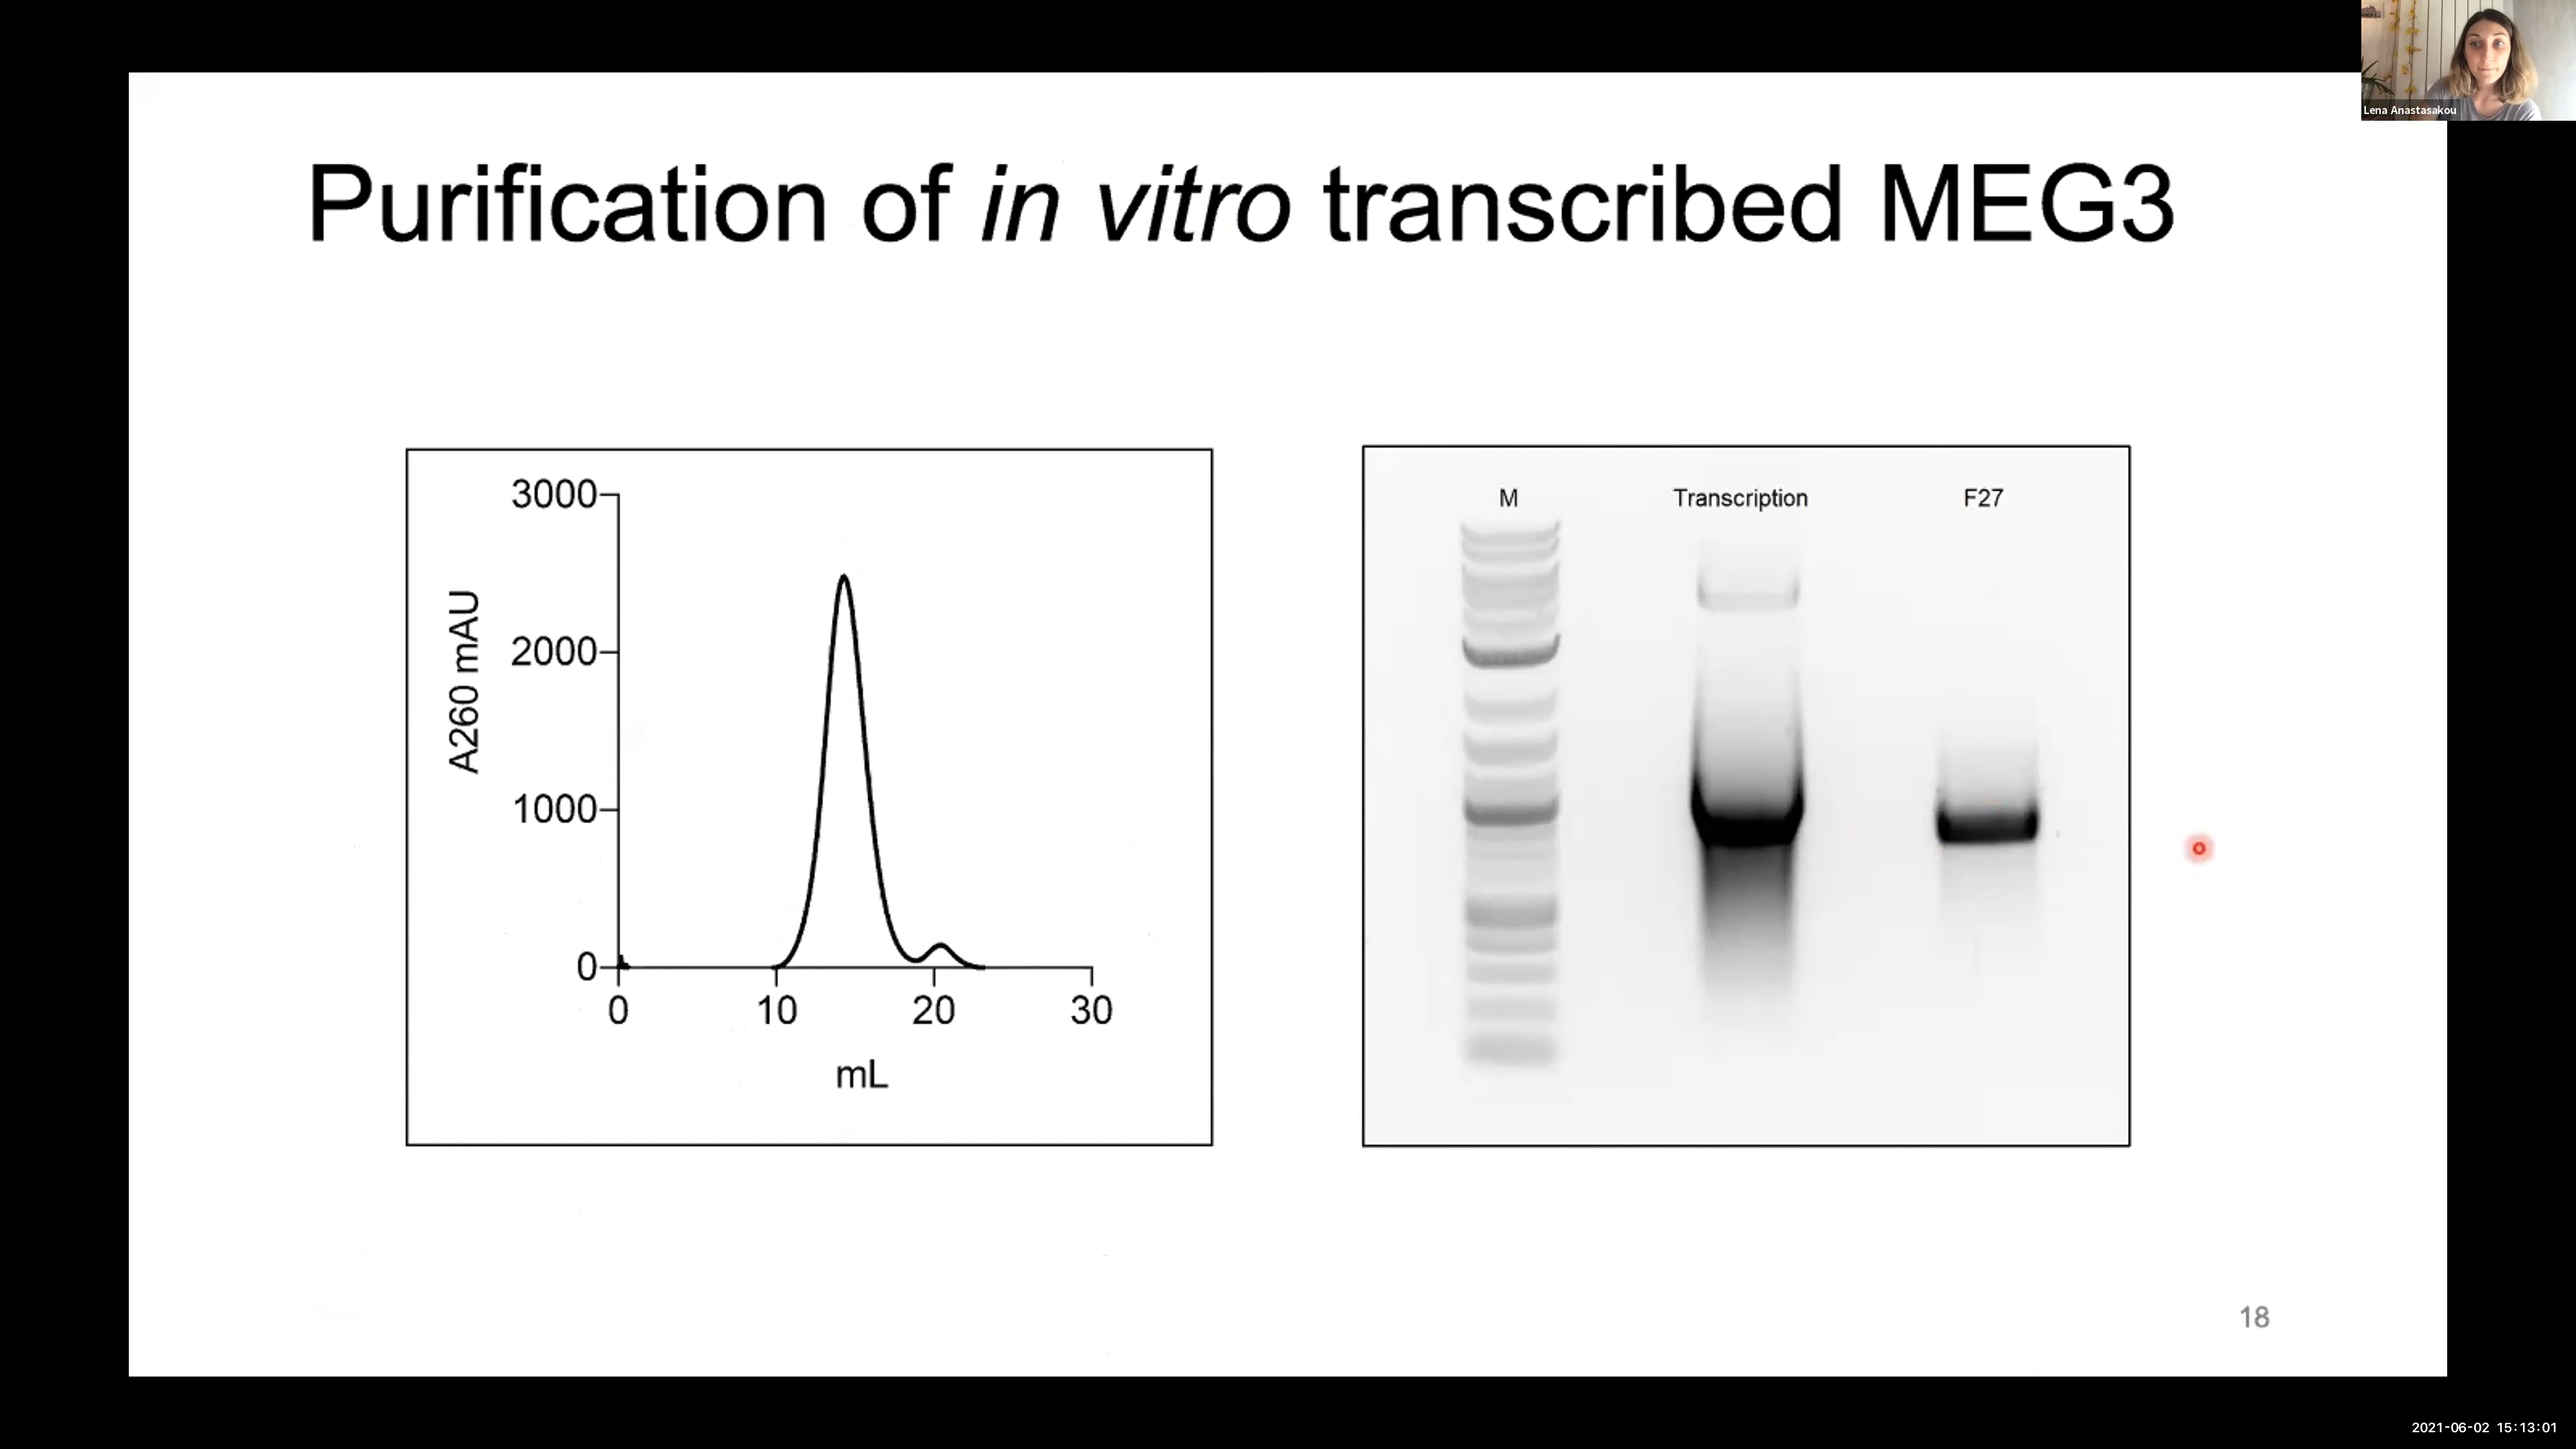 Lena Anastasakou
Purification of in vitro transcribed MEG3
3000
2000
1000
0
A260 mAU
0 10 20 30
mL
M Transcription F27
18
2021-06-02 15:13:01